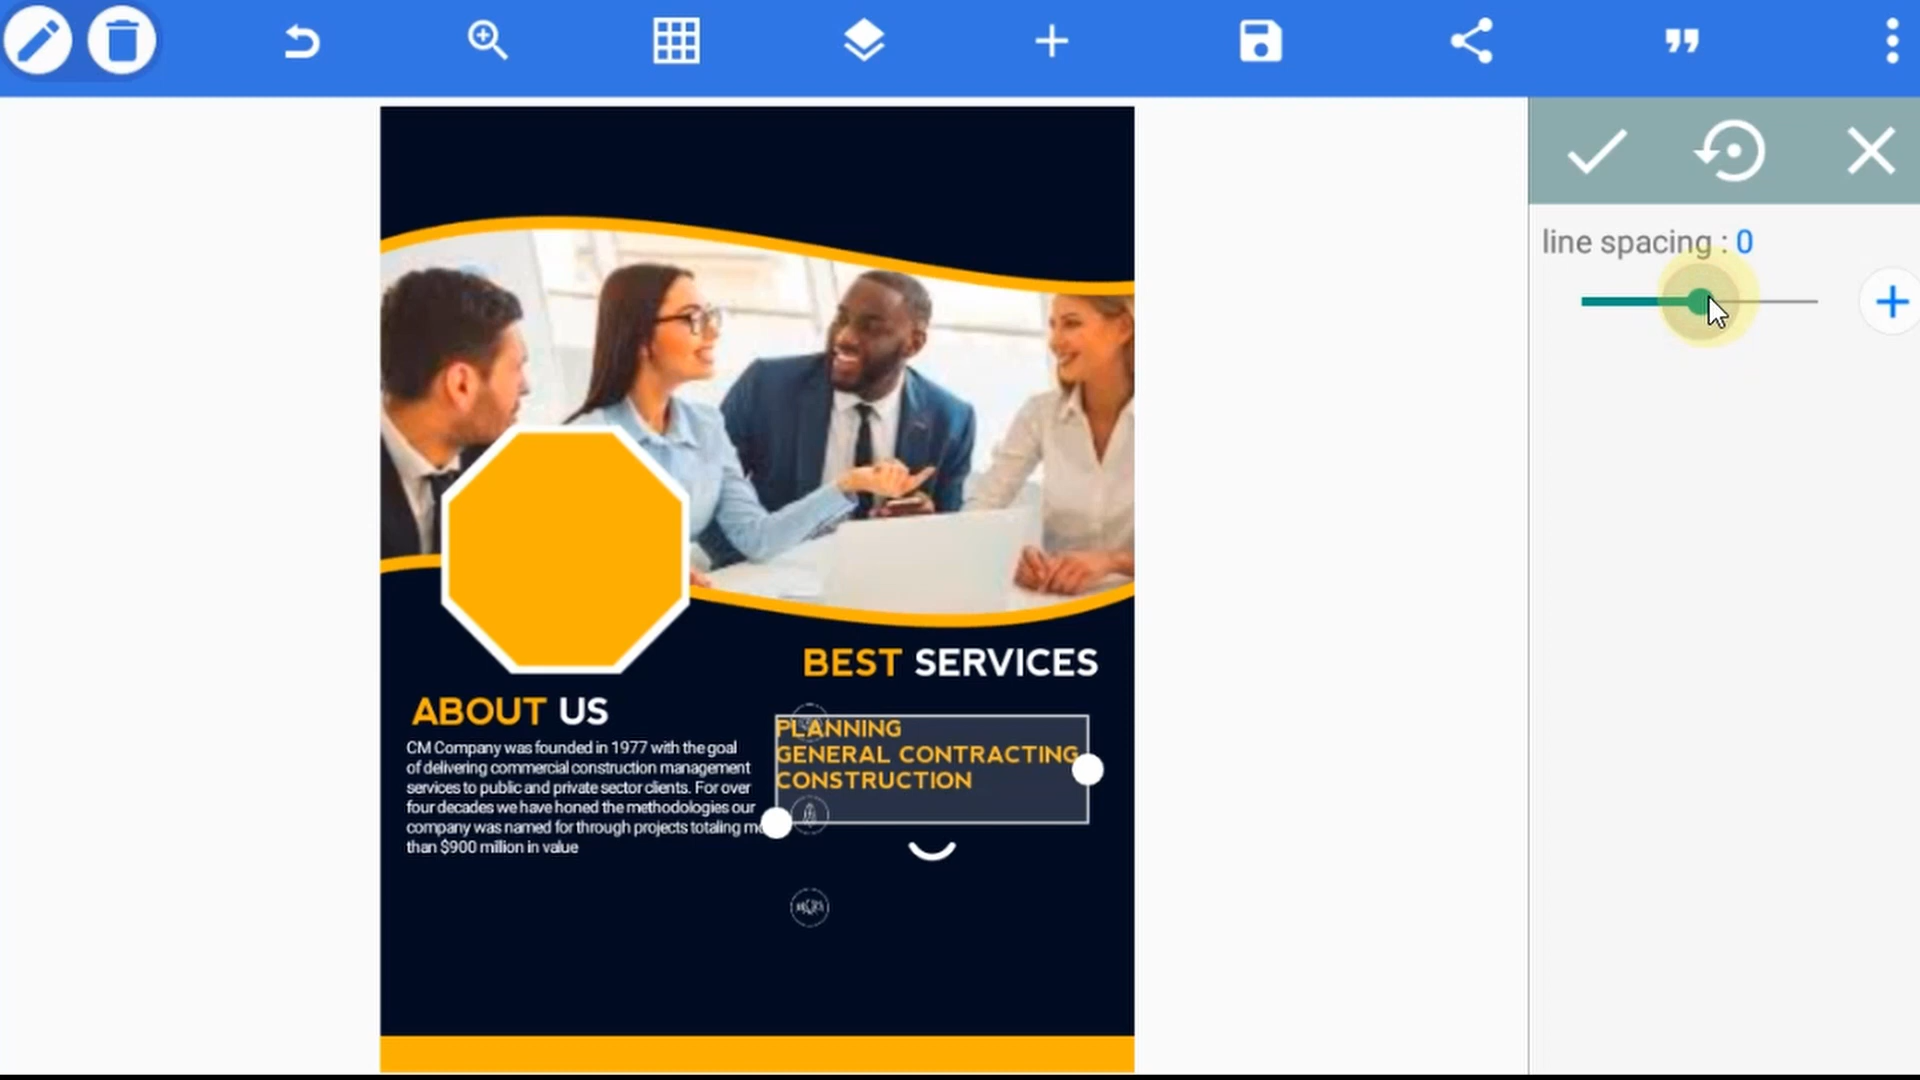 line spacing : 0
BEST SERVICES
ABOUT US
CM Company was founded in 1977 with the goal
of delivering commercial construction management
services to public and private sector clients. For over
four decades we have honed the methodologies our
company was named for through projects totaling
than $900 million in value
PLANNING
GENERAL CONTRACTING
CONSTRUCTION